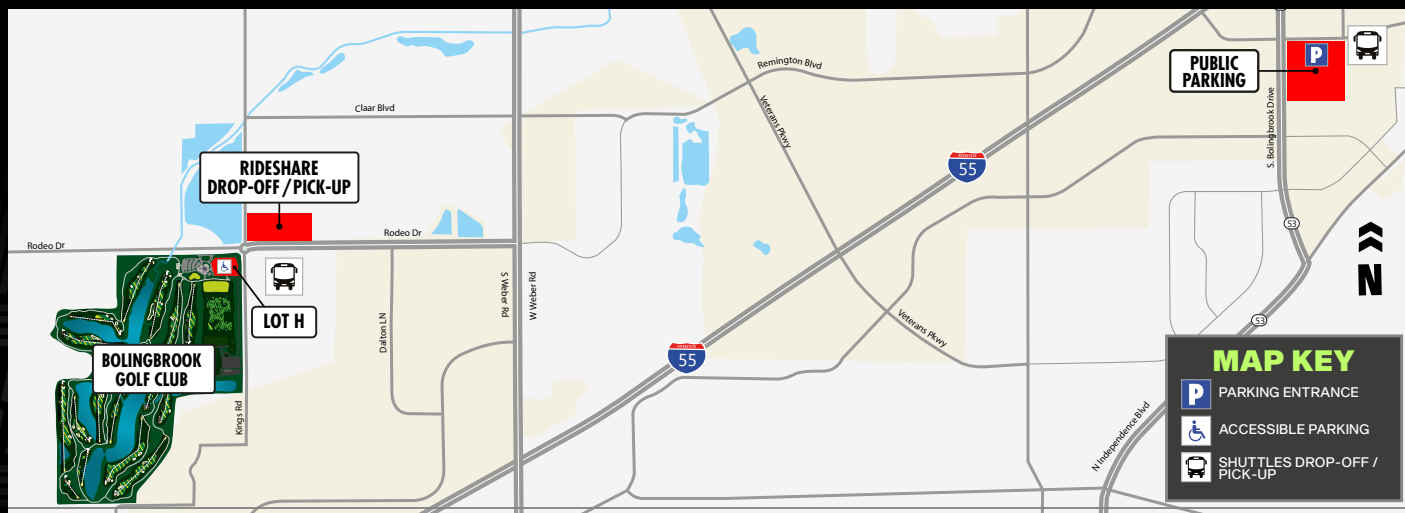 Remington Blvd
PUBLIC
PARKING
P
Claar Blvd
Veterans Pkwy
S. Bolingbrook Drive
RIDESHARE
DROP-OFF / PICK-UP
INTERSTATE
55
53
Rodeo Dr
Rodeo Dr
N
LOT H
S Weber Rd
W Weber Rd
Dalton LN
Veterans Pkwy
53
INTERSTATE
55
BOLINGBROOK
GOLF CLUB
Kings Rd
N Independence Blvd
MAP KEY
P PARKING ENTRANCE
ACCESSIBLE PARKING
SHUTTLES DROP-OFF /
PICK-UP